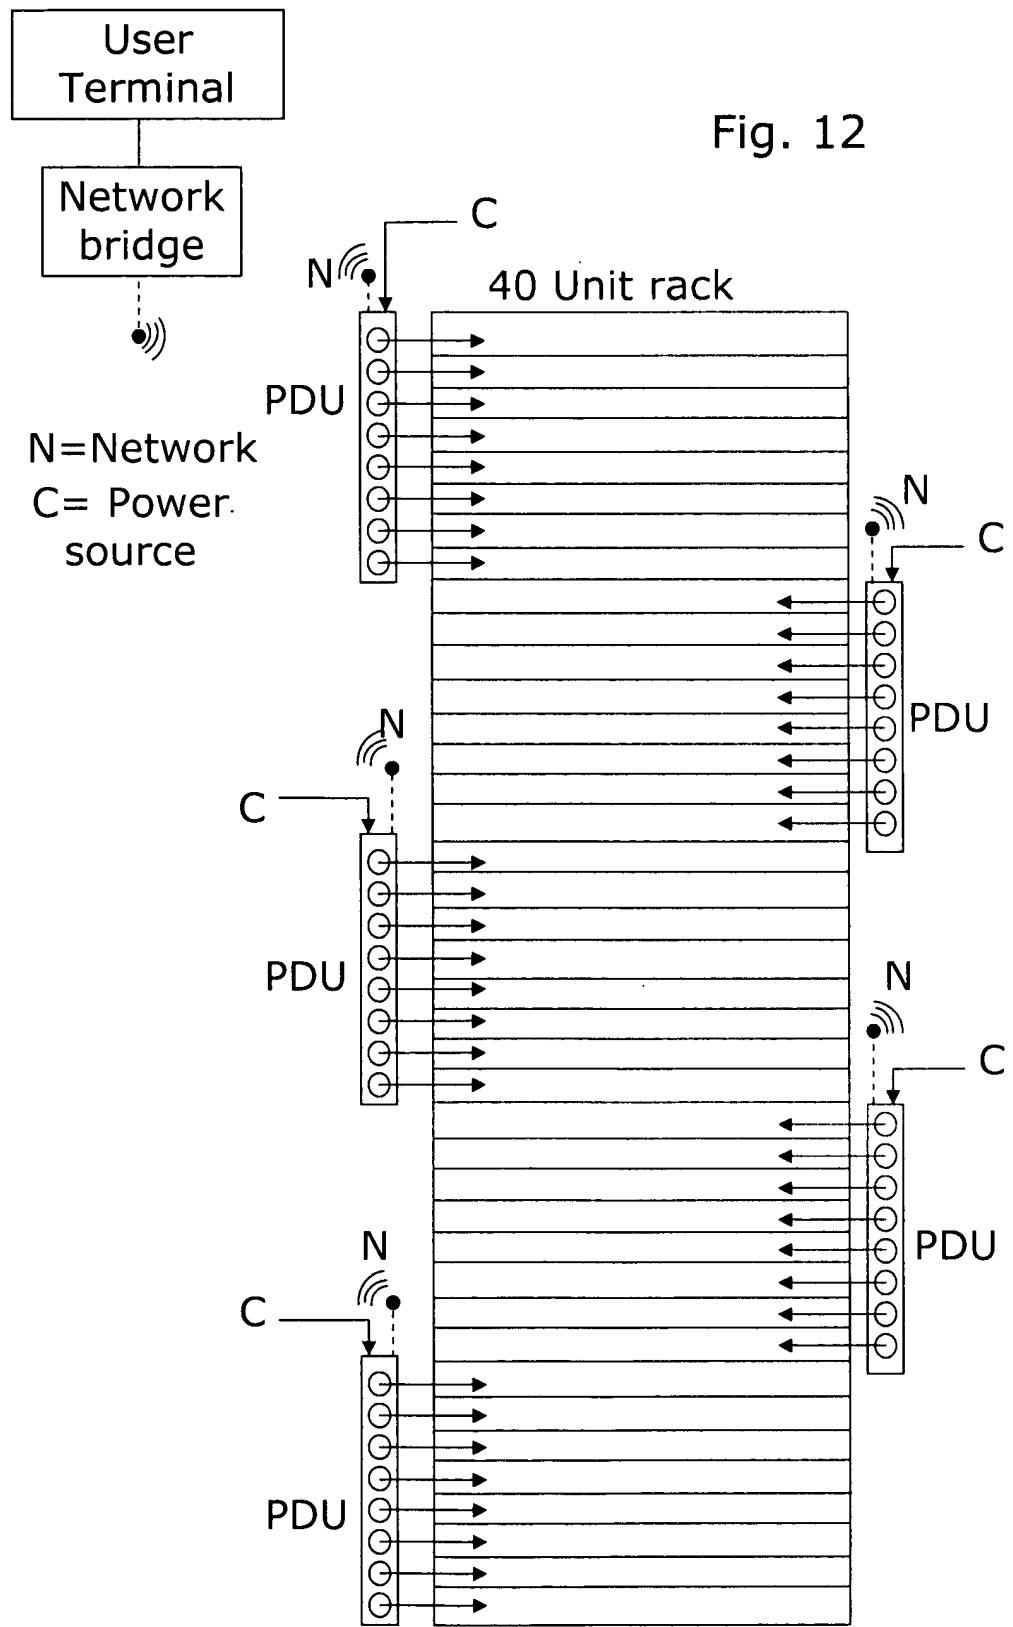 User
Terminal
Fig. 12
Network
bridge
C
N
40 Unit rack
PDU
N=Network
C= Power
source
N
C
PDU
N
C
PDU
N
C
PDU
N
C
PDU